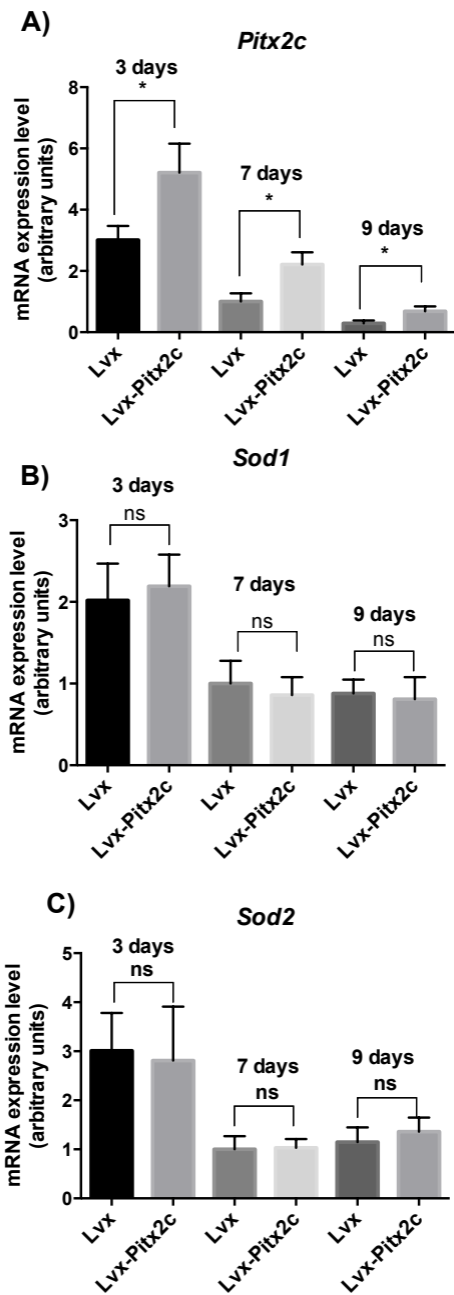 A)
Pitx2c
3 days
*
7 days
*
9 days
*
mRNA expression level
(arbitrary units)
8
6
4
2
0
Lvx
Lvx-Pitx2c
Lvx
Lvx-Pitx2c
Lvx
Lvx-Pitx2c
B)
Sod1
3 days
ns
7 days
ns
9 days
ns
mRNA expression level
(arbitrary units)
3
2
1
0
Lvx
Lvx-Pitx2c
Lvx
Lvx-Pitx2c
Lvx
Lvx-Pitx2c
C)
Sod2
3 days
ns
7 days
ns
9 days
ns
mRNA expression level
(arbitrary units)
5
4
3
2
1
0
Lvx
Lvx-Pitx2c
Lvx
Lvx-Pitx2c
Lvx
Lvx-Pitx2c